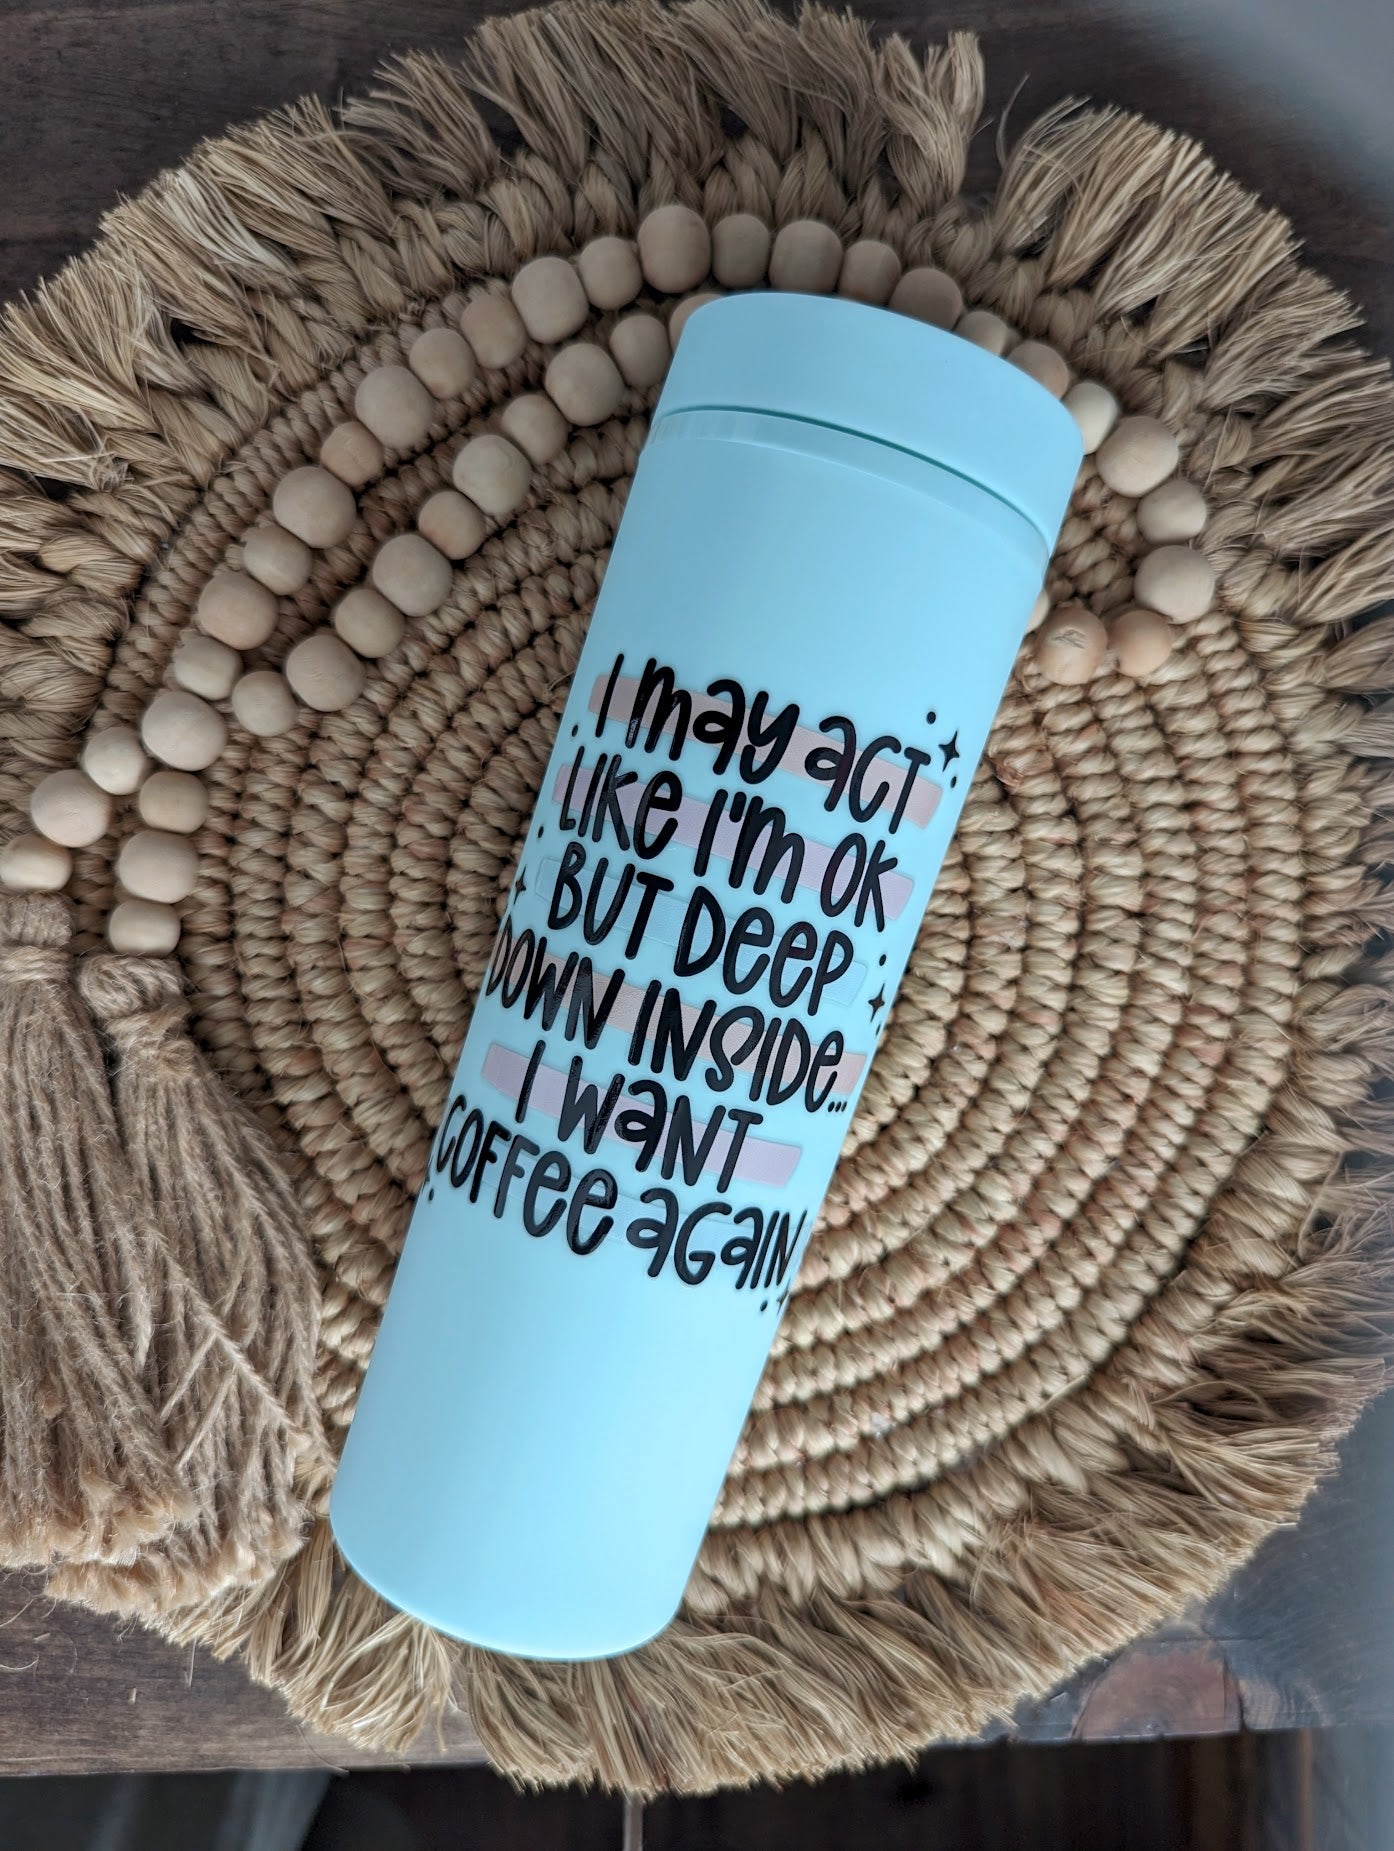 I may act
like I'm ok
but deep
down inside...
I want
coffee again